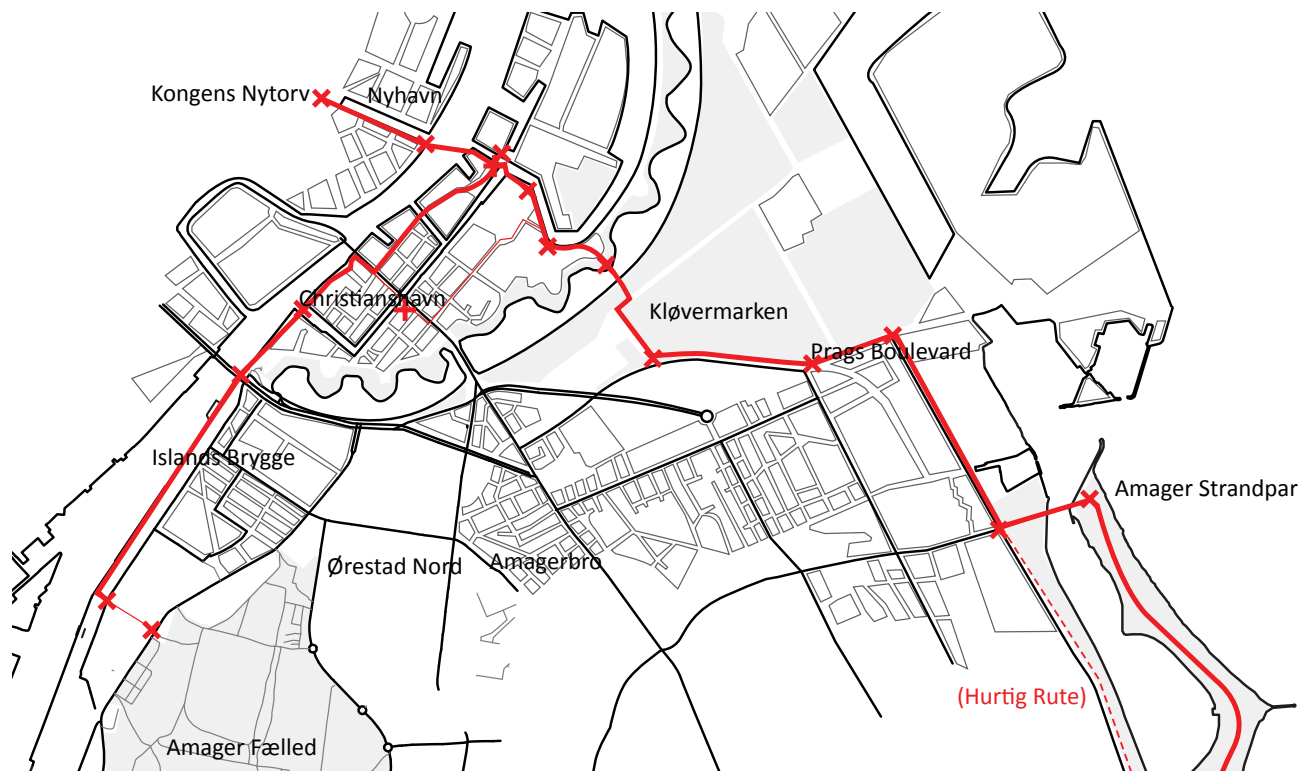 Kongens Nytorv
Nyhavn
Christianshavn
Kløvermarken
Prags Boulevard
Islands Brygge
Amager Strandpar
Ørestad Nord
Amagerbro
(Hurtig Rute)
Amager Fælled